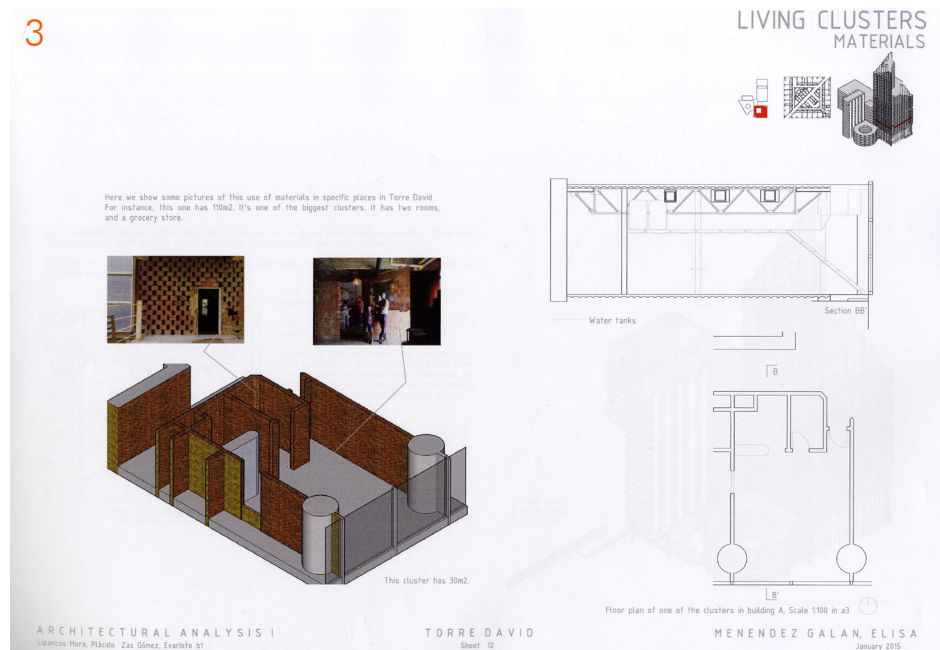 3
LIVING CLUSTERS
MATERIALS
Here we show some pictures of this use of materials in specific places in Torre David
For instance, this one has 110m2. It's one of the biggest clusters. It has two rooms,
and a grocery store.
Section BB'
Water tanks
B
This cluster has 30m2.
B'
Floor plan of one of the clusters in building A. Scale 1:100 in a3
ARCHITECTURAL ANALYSIS I
Lizancos Mora, Plácido Zas Gómez, Evaristo b1
TORRE DAVID
Sheet 12
MENENDEZ GALAN, ELISA
January 2015